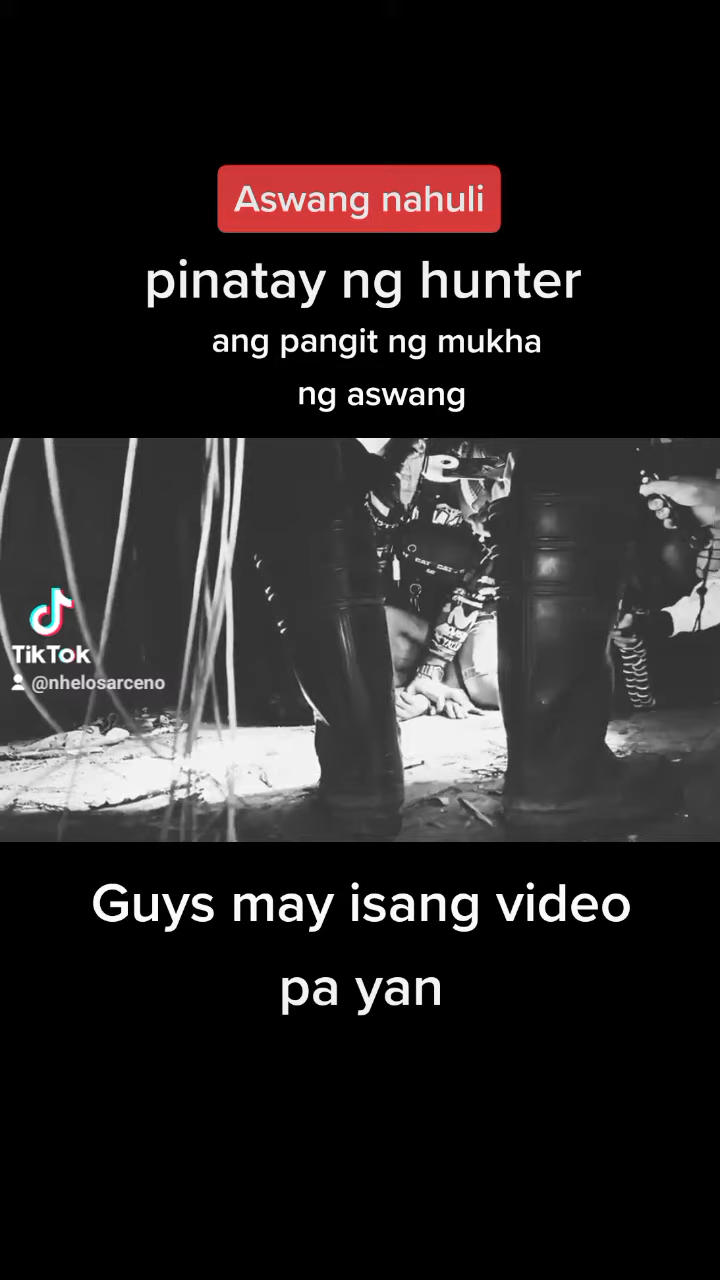 Aswang nahuli
pinatay ng hunter
ang pangit ng mukha
ng aswang
TikTok
@nhelosarceno
Guys may isang video
pa yan